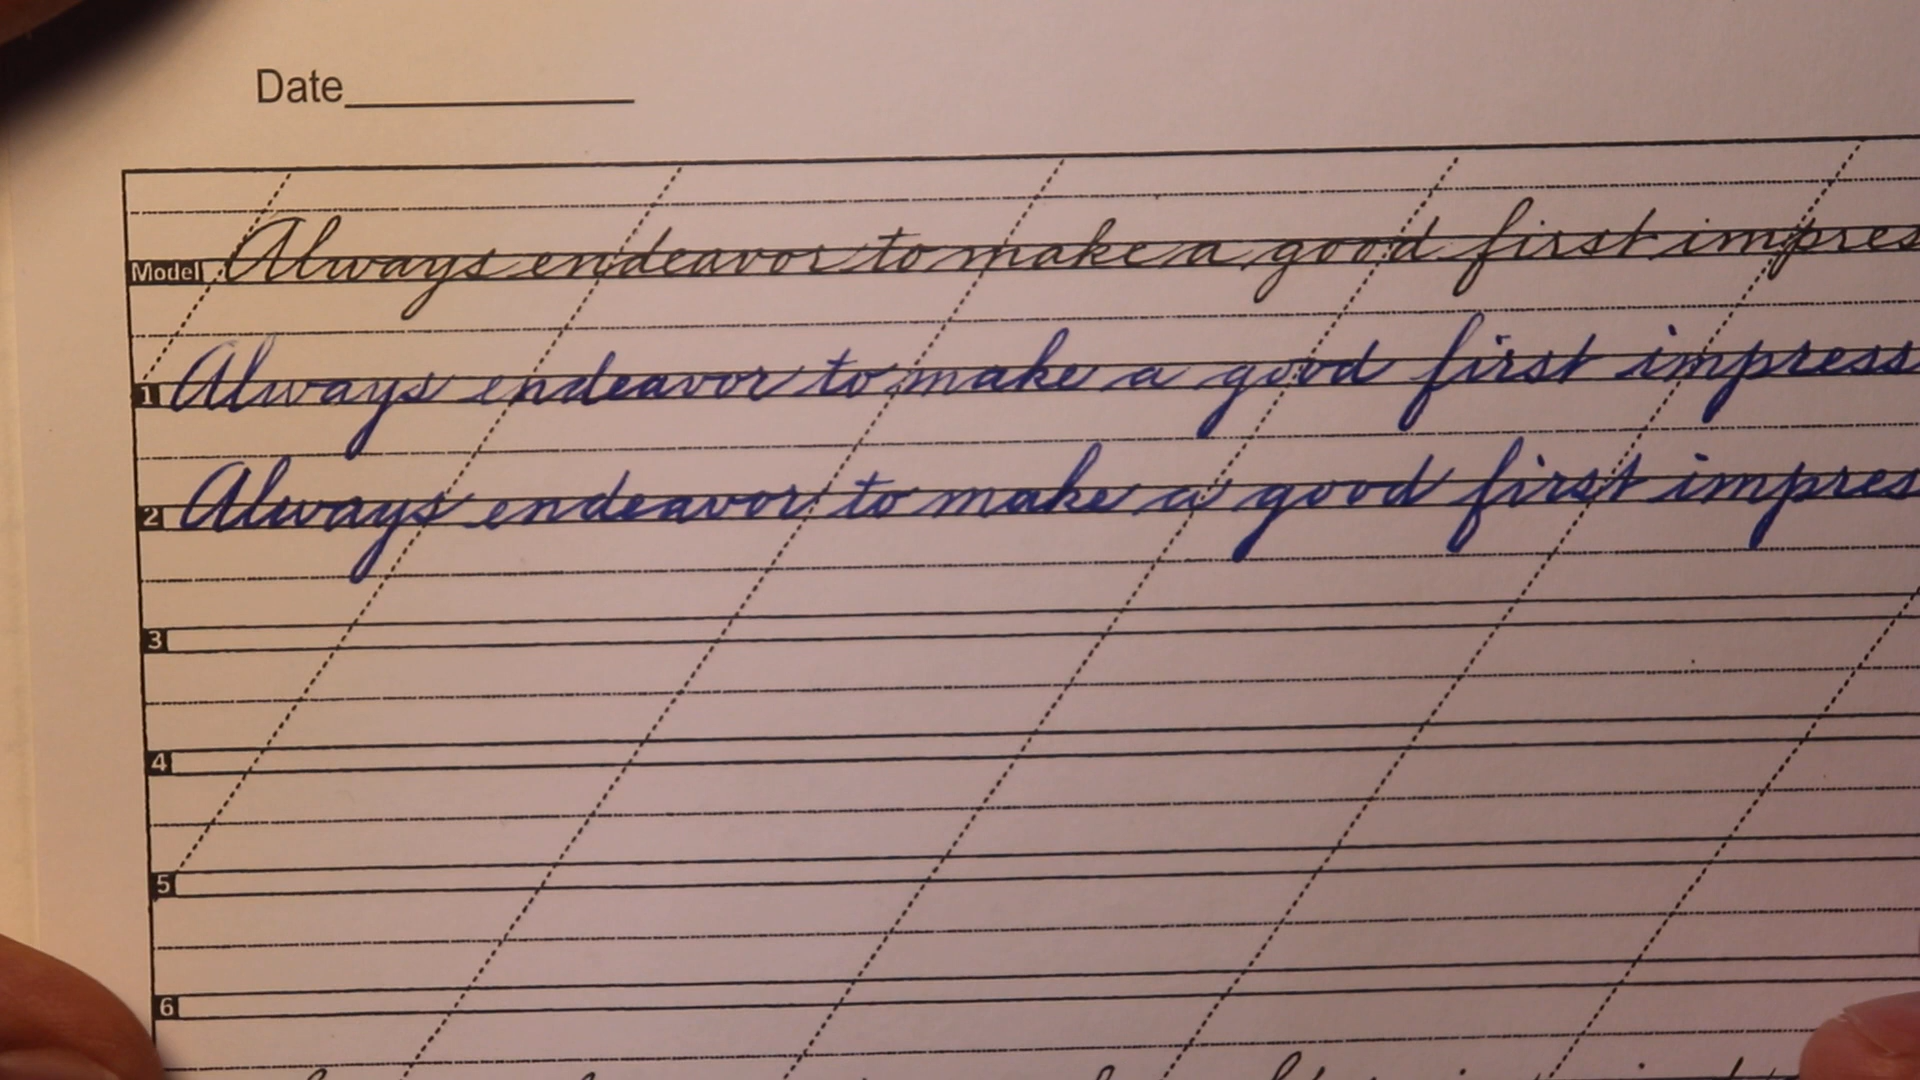 Date
Model Always endeavor to make a good first impres
1 Always endeavor to make a good first impress
2 Always endeavor to make a good first impres
3
4
5
6